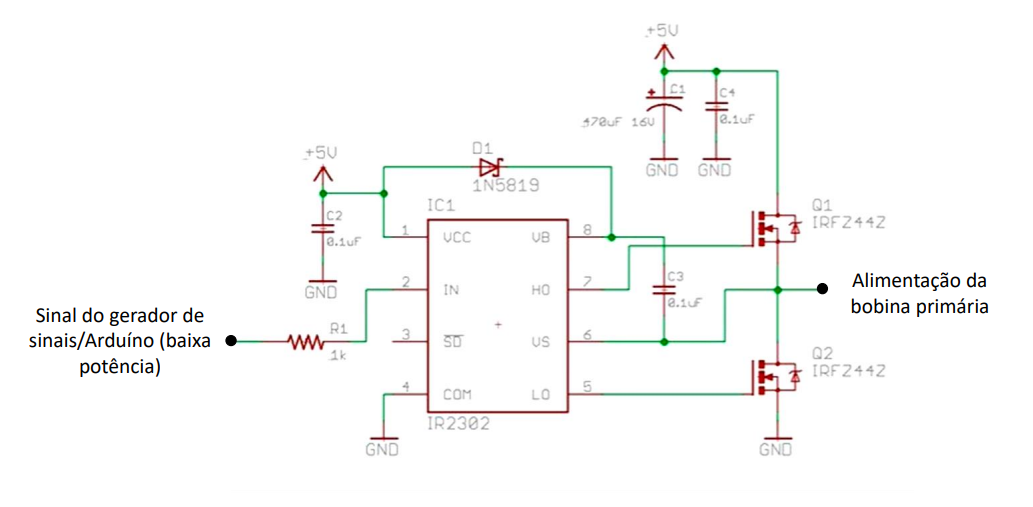 +5V
C1
470uF 16V
C4
0.1uF
GND
GND
+5V
D1
1N5819
C2
0.1uF
GND
IC1
1
VCC
VB
8
2
IN
HO
7
3
SD
VS
6
4
COM
LO
5
IR2302
C3
0.1uF
Q1
IRFZ44Z
Alimentação da
bobina primária
Sinal do gerador de
sinais/Arduíno (baixa
potência)
R1
1k
Q2
IRFZ44Z
GND
GND